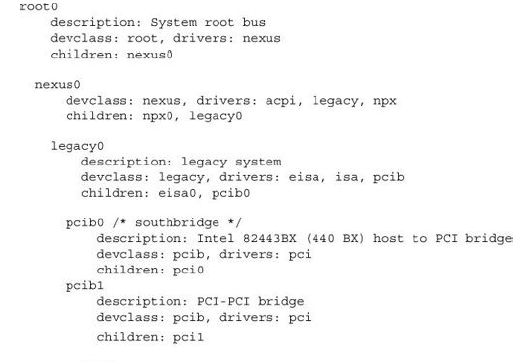 root0
description: System root bus
devclass: root, drivers: nexus
children: nexus0
nexus0
devclass: nexus, drivers: acpi, legacy, npx
children: npx0, legacy0
legacy0
description: legacy system
devclass: legacy, drivers: eisa, isa, pcib
children: eisa0, pcib0
pcib0 /* southbridge */
description: Intel 82443BX (440 BX) host to PCI bridge
devclass: pcib, drivers: pci
children: pci0
pcib1
description: PCI-PCI bridge
devclass: pcib, drivers: pci
children: pci1